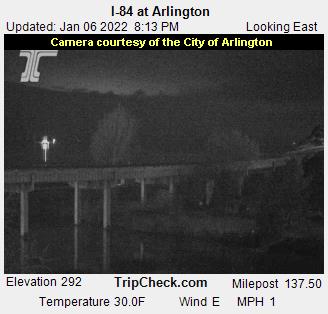 I-84 at Arlington
Updated: Jan 06 2022 8:13 PM Looking East
Camera courtesy of the City of Arlington
Elevation 292 TripCheck.com Milepost 137.50
Temperature 30.0F Wind E MPH 1